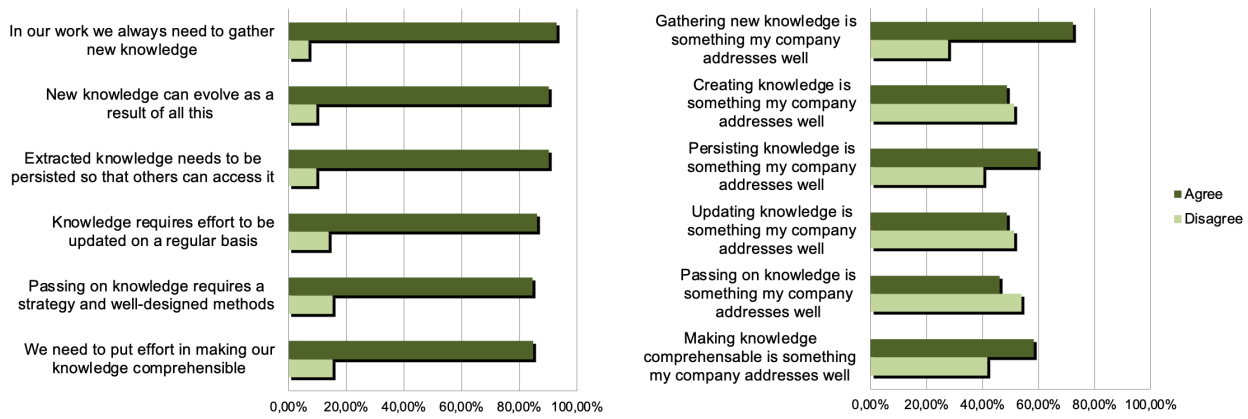 In our work we always need to gather
new knowledge
New knowledge can evolve as a
result of all this
Extracted knowledge needs to be
persisted so that others can access it
Knowledge requires effort to be
updated on a regular basis
Passing on knowledge requires a
strategy and well-designed methods
We need to put effort in making our
knowledge comprehensible
0,00% 20,00% 40,00% 60,00% 80,00% 100,00%
Gathering new knowledge is
something my company
addresses well
Creating knowledge is
something my company
addresses well
Persisting knowledge is
something my company
addresses well
Updating knowledge is
something my company
addresses well
Passing on knowledge is
something my company
addresses well
Making knowledge
comprehensable is something
my company addresses well
0,00% 20,00% 40,00% 60,00% 80,00% 100,00%
Agree
Disagree